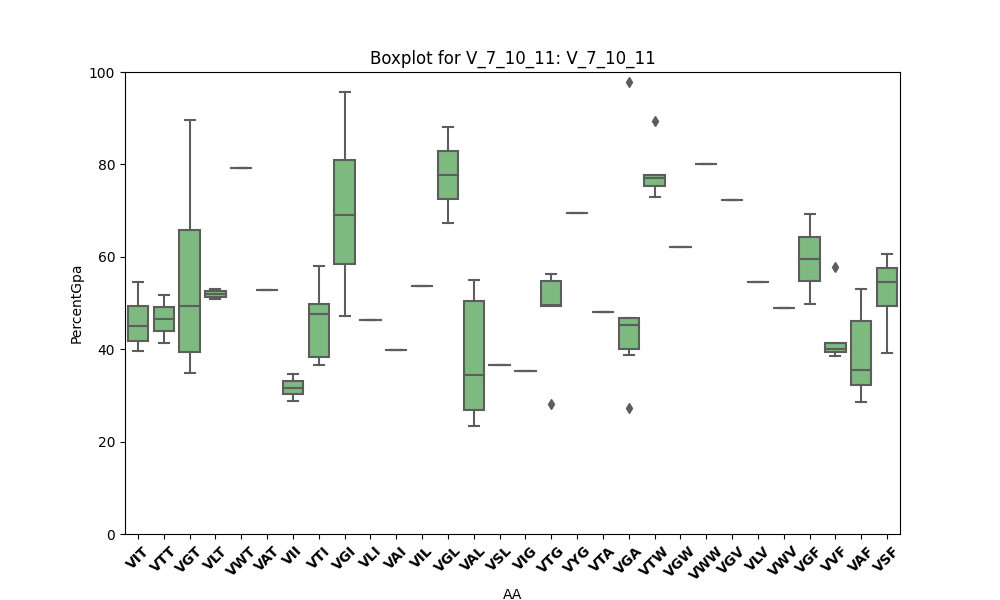 Boxplot for V_7_10_11: V_7_10_11
PercentGpa
100
80
60
40
20
0
VIT VTT VGT VLT VWT VAT VII VTI VGI VLI VAI VIL VGL VAL VSL VIG VTG VYG VTA VGA VTW VGW VWW VGV VLV VWV VGF VVF VAF VSF
AA